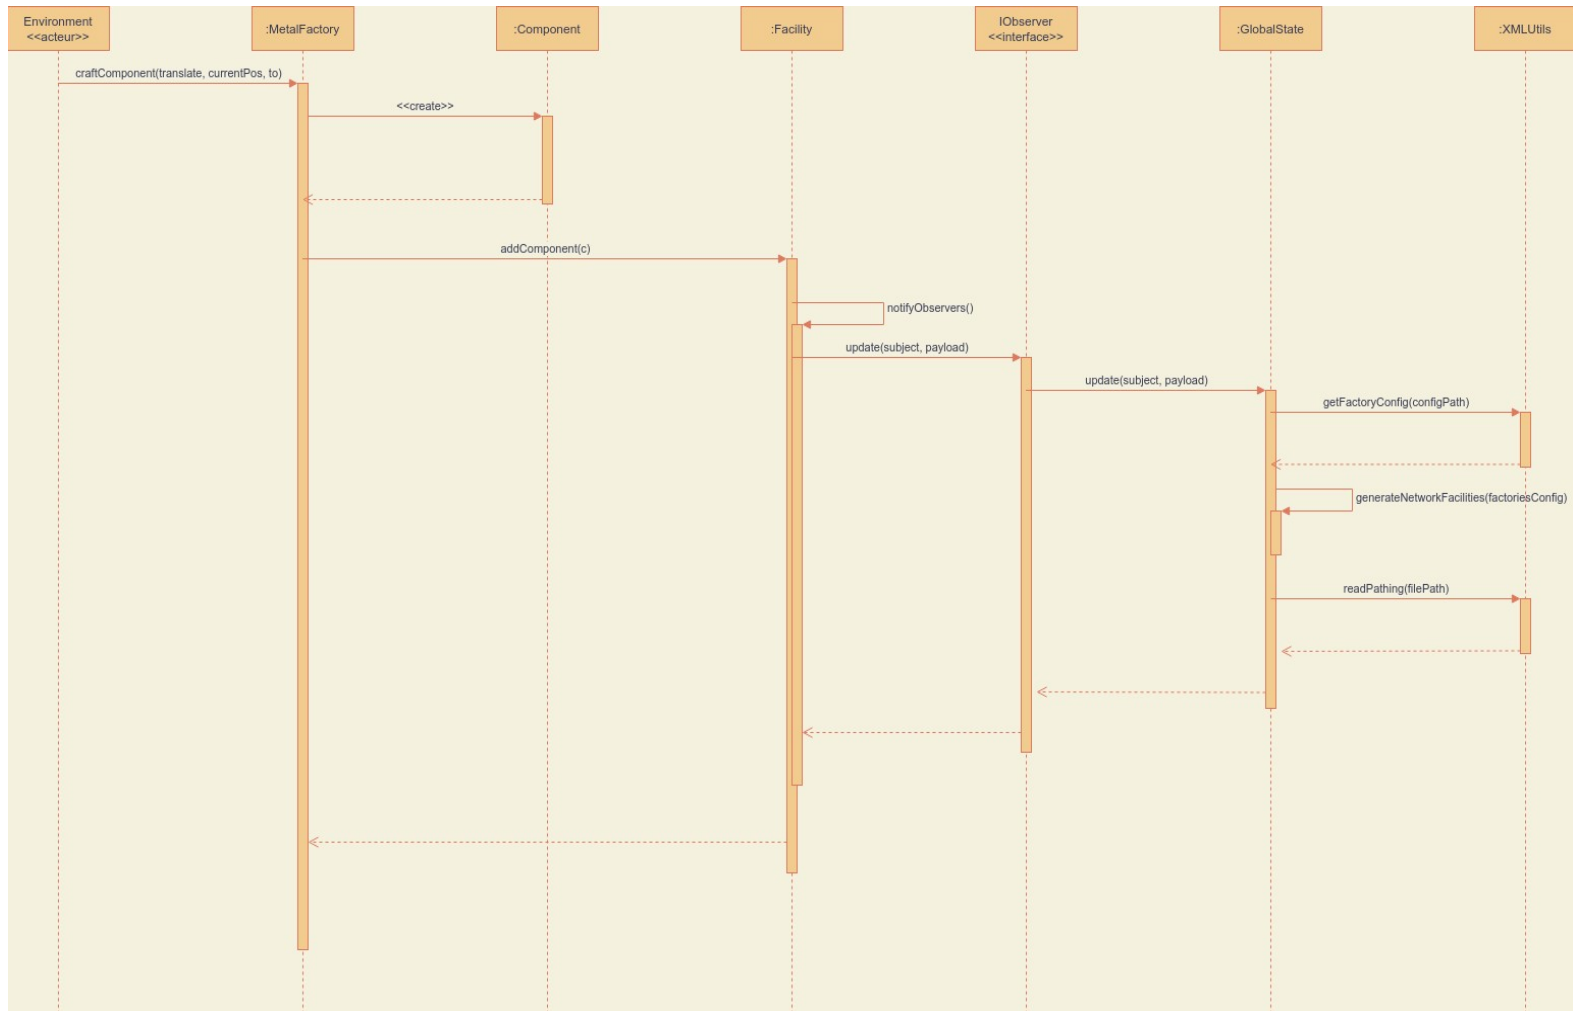 Environment
<<acteur>>
:MetalFactory
:Component
:Facility
IObserver
<<interface>>
:GlobalState
:XMLUtils
craftComponent(translate, currentPos, to)
<<create>>
addComponent(c)
notifyObservers()
update(subject, payload)
update(subject, payload)
getFactoryConfig(configPath)
generateNetworkFacilities(factoriesConfig)
readPathing(filePath)